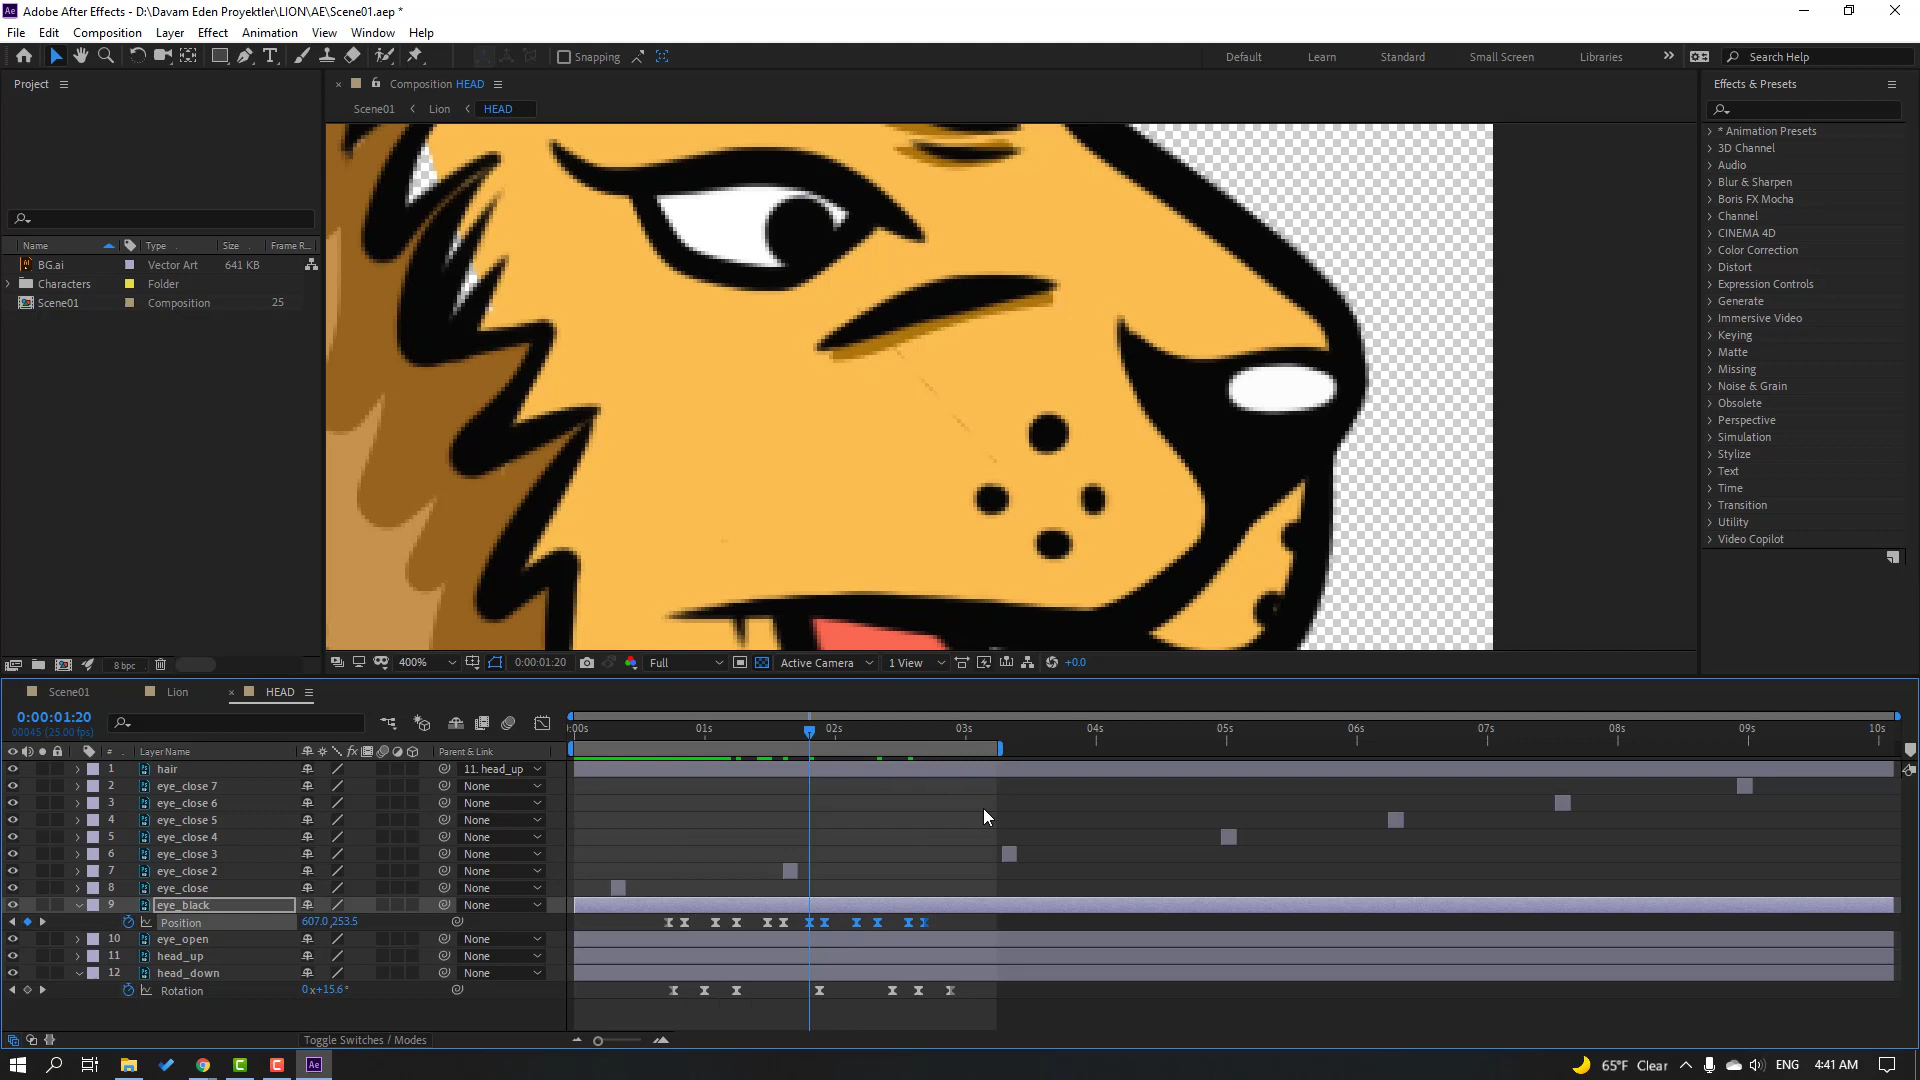 Adobe After Effects - D:\Davam Eden Proyektler\LION\AE\Scene01.aep *
File Edit Composition Layer Effect Animation View Window Help
Snapping Default Learn Standard Small Screen Libraries Search Help
Project
Composition HEAD
Effects & Presets
Scene01 Lion HEAD
Name Type Size Frame R...
BG.ai Vector Art 641 KB
Characters Folder
Scene01 Composition 25
* Animation Presets
3D Channel
Audio
Blur & Sharpen
Boris FX Mocha
Channel
CINEMA 4D
Color Correction
Distort
Expression Controls
Generate
Immersive Video
Keying
Matte
Missing
Noise & Grain
Obsolete
Perspective
Simulation
Stylize
Text
Time
Transition
Utility
Video Copilot
8 bpc
400% 0:00:01:20 Full Active Camera 1 View +0.0
Scene01 Lion HEAD
0:00:01:20
00045 (25.00 fps)
:00s 01s 02s 03s 04s 05s 06s 07s 08s 09s 10s
# Layer Name Parent & Link
1 hair 11. head_up
2 eye_close 7 None
3 eye_close 6 None
4 eye_close 5 None
5 eye_close 4 None
6 eye_close 3 None
7 eye_close 2 None
8 eye_close None
9 eye_black None
Position 607.0,253.5
10 eye_open None
11 head_up None
12 head_down None
Rotation 0x+15.6°
Toggle Switches / Modes
65°F Clear ENG 4:41 AM